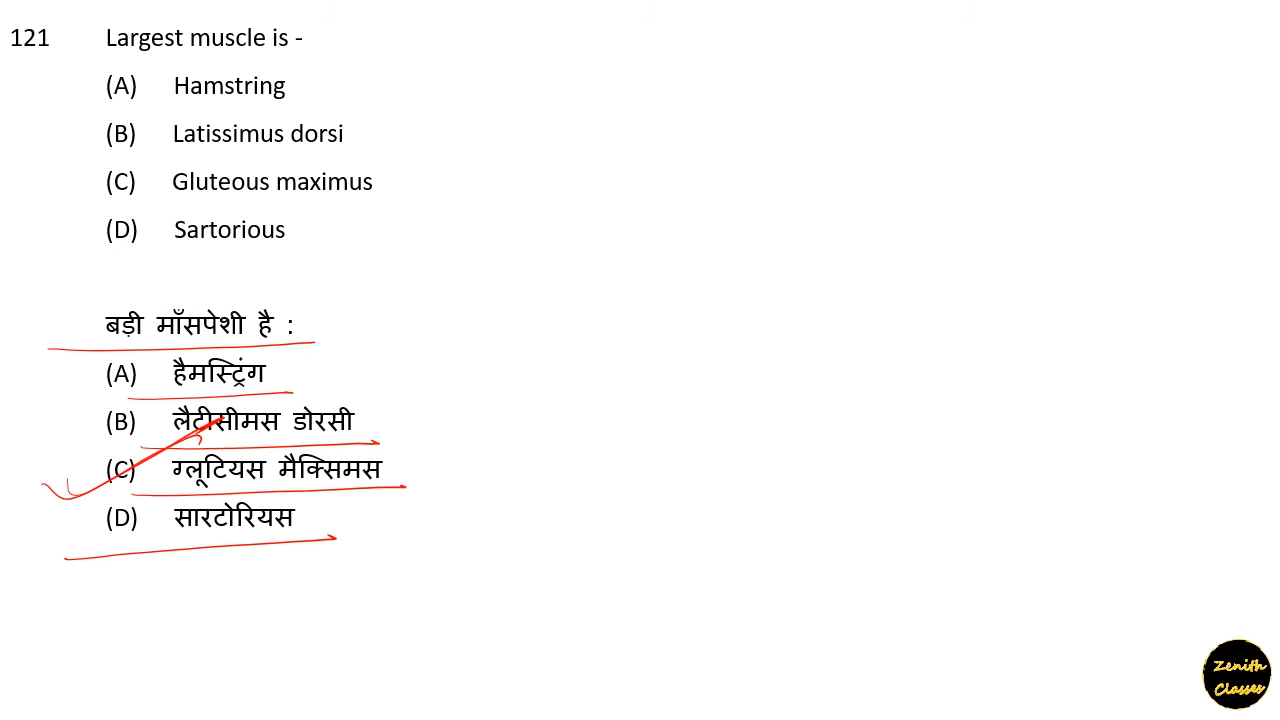 121 Largest muscle is -
(A) Hamstring
(B) Latissimus dorsi
(C) Gluteous maximus
(D) Sartorious
बड़ी माँसपेशी है :
(A) हैमस्ट्रिंग
(B) लैटीसीमस डोरसी
(C) ग्लूटियस मैक्सिमस
(D) सारटोरियस
Zenith
Classes